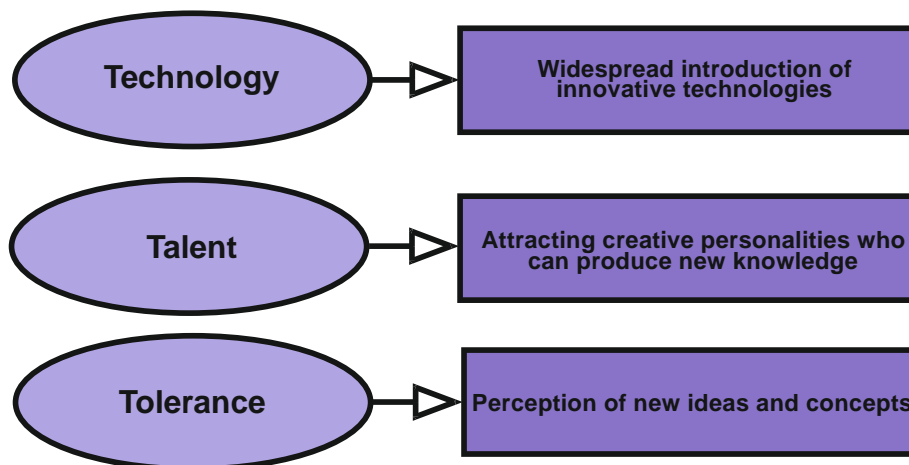 Technology
Widespread introduction of
innovative technologies
Talent
Attracting creative personalities who
can produce new knowledge
Tolerance
Perception of new ideas and concepts